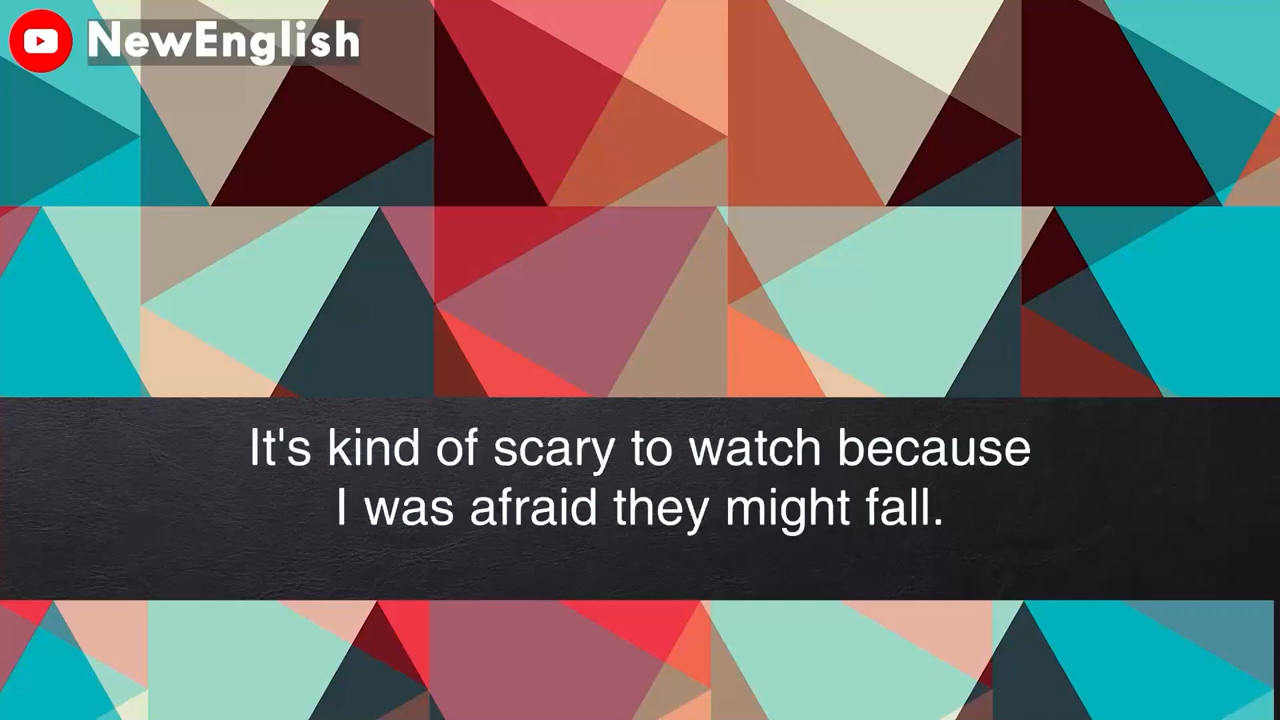 NewEnglish
It's kind of scary to watch because
I was afraid they might fall.